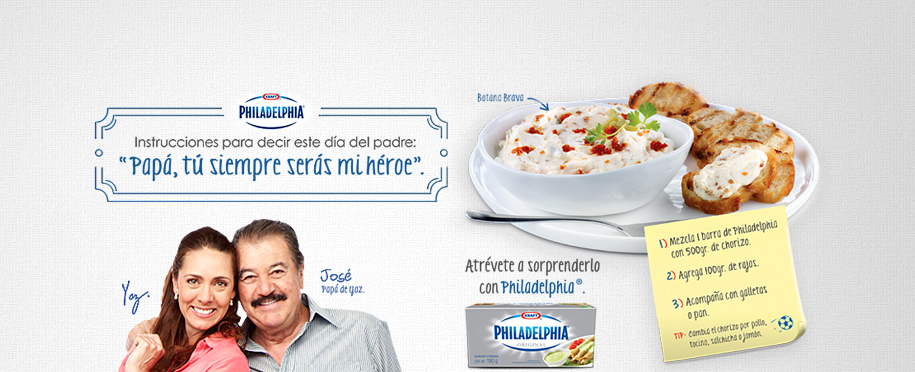 KRAFT
PHILADELPHIA
Instrucciones para decir este día del padre:
"Papá, tú siempre serás mi héroe".
Yaz.
José
Papá de Yaz.
Botana Brava
Atrévete a sorprenderlo
con Philadelphia®.
KRAFT
PHILADELPHIA
ORIGINAL
190 g
1) Mezcla 1 barra de Philadelphia
con 500gr. de chorizo.
2) Agrega 100gr. de rajas.
3) Acompaña con galletas
o pan.
TIP: Cambia el chorizo por pollo,
tocino, salchicha o jamón.